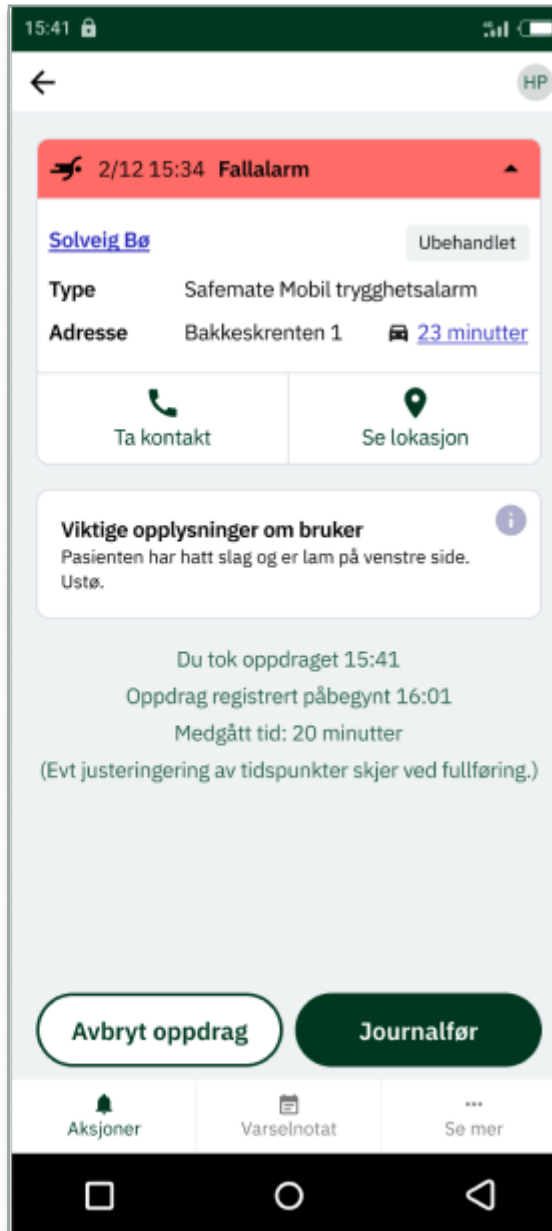 15:41
HP
2/12 15:34 Fallalarm
Solveig Bø
Ubehandlet
Type Safemate Mobil trygghetsalarm
Adresse Bakkeskrenten 1 23 minutter
Ta kontakt
Se lokasjon
Viktige opplysninger om bruker
Pasienten har hatt slag og er lam på venstre side.
Ustø.
Du tok oppdraget 15:41
Oppdrag registrert påbegynt 16:01
Medgått tid: 20 minutter
(Evt justeringering av tidspunkter skjer ved fullføring.)
Avbryt oppdrag
Journalfør
Aksjoner
Varselnotat
Se mer